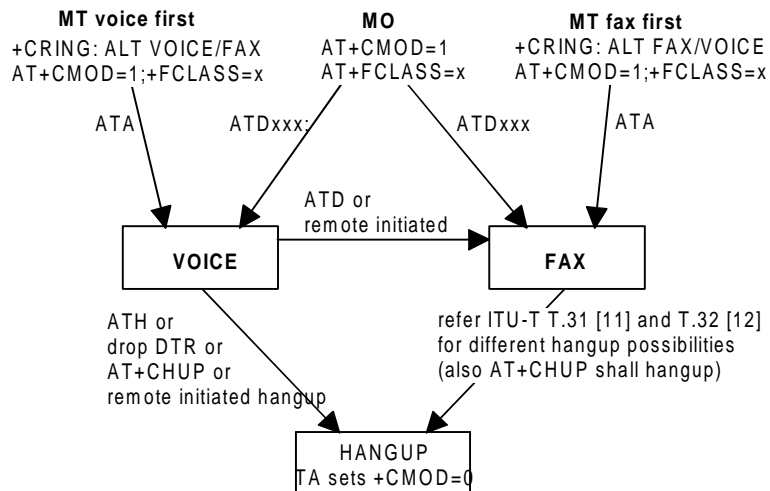 MT voice first
+CRING: ALT VOICE/FAX
AT+CMOD=1;+FCLASS=x
MO
AT+CMOD=1
AT+FCLASS=x
MT fax first
+CRING: ALT FAX/VOICE
AT+CMOD=1;+FCLASS=x
ATA
ATDxxx;
ATDxxx
ATA
ATD or
remote initiated
VOICE
FAX
ATH or
drop DTR or
AT+CHUP or
remote initiated hangup
refer ITU-T T.31 [11] and T.32 [12]
for different hangup possibilities
(also AT+CHUP shall hangup)
HANGUP
TA sets +CMOD=0